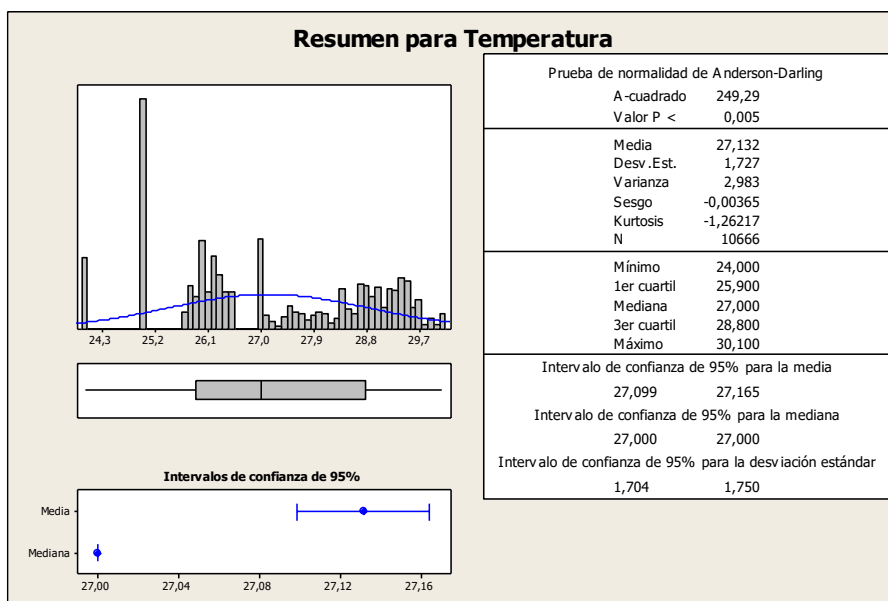 Resumen para Temperatura
24,3 25,2 26,1 27,0 27,9 28,8 29,7
Intervalos de confianza de 95%
Media
Mediana
27,00 27,04 27,08 27,12 27,16
Prueba de normalidad de Anderson-Darling
A-cuadrado 249,29
Valor P < 0,005
Media 27,132
Desv.Est. 1,727
Varianza 2,983
Sesgo -0,00365
Kurtosis -1,26217
N 10666
Mínimo 24,000
1er cuartil 25,900
Mediana 27,000
3er cuartil 28,800
Máximo 30,100
Intervalo de confianza de 95% para la media
27,099 27,165
Intervalo de confianza de 95% para la mediana
27,000 27,000
Intervalo de confianza de 95% para la desviación estándar
1,704 1,750